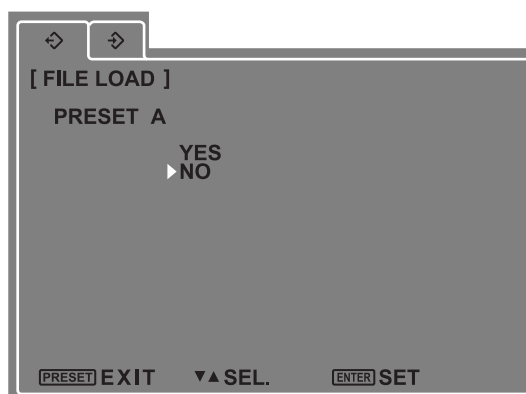 [ FILE LOAD ]
PRESET A
YES
NO
PRESET EXIT ▼▲ SEL. ENTER SET